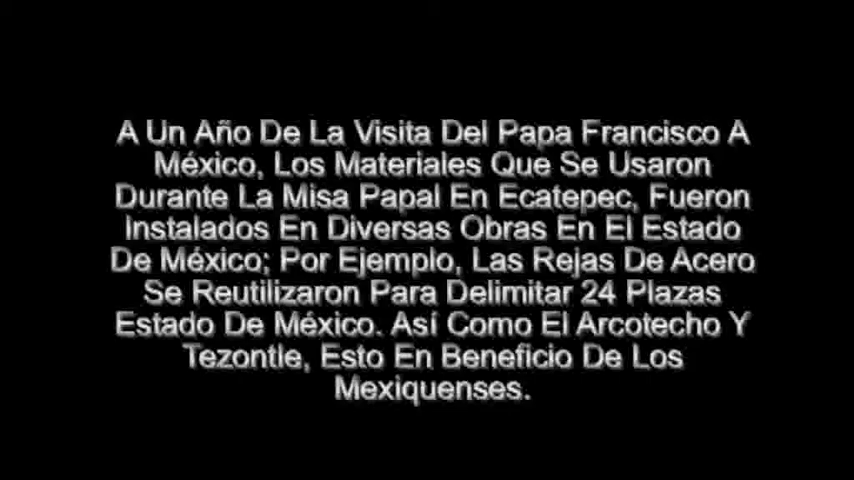 A Un Año De La Visita Del Papa Francisco A
México, Los Materiales Que Se Usaron
Durante La Misa Papal En Ecatepec, Fueron
Instalados En Diversas Obras En El Estado
De México; Por Ejemplo, Las Rejas De Acero
Se Reutilizaron Para Delimitar 24 Plazas
Estado De México. Así Como El Arcotecho Y
Tezontle, Esto En Beneficio De Los
Mexiquenses.